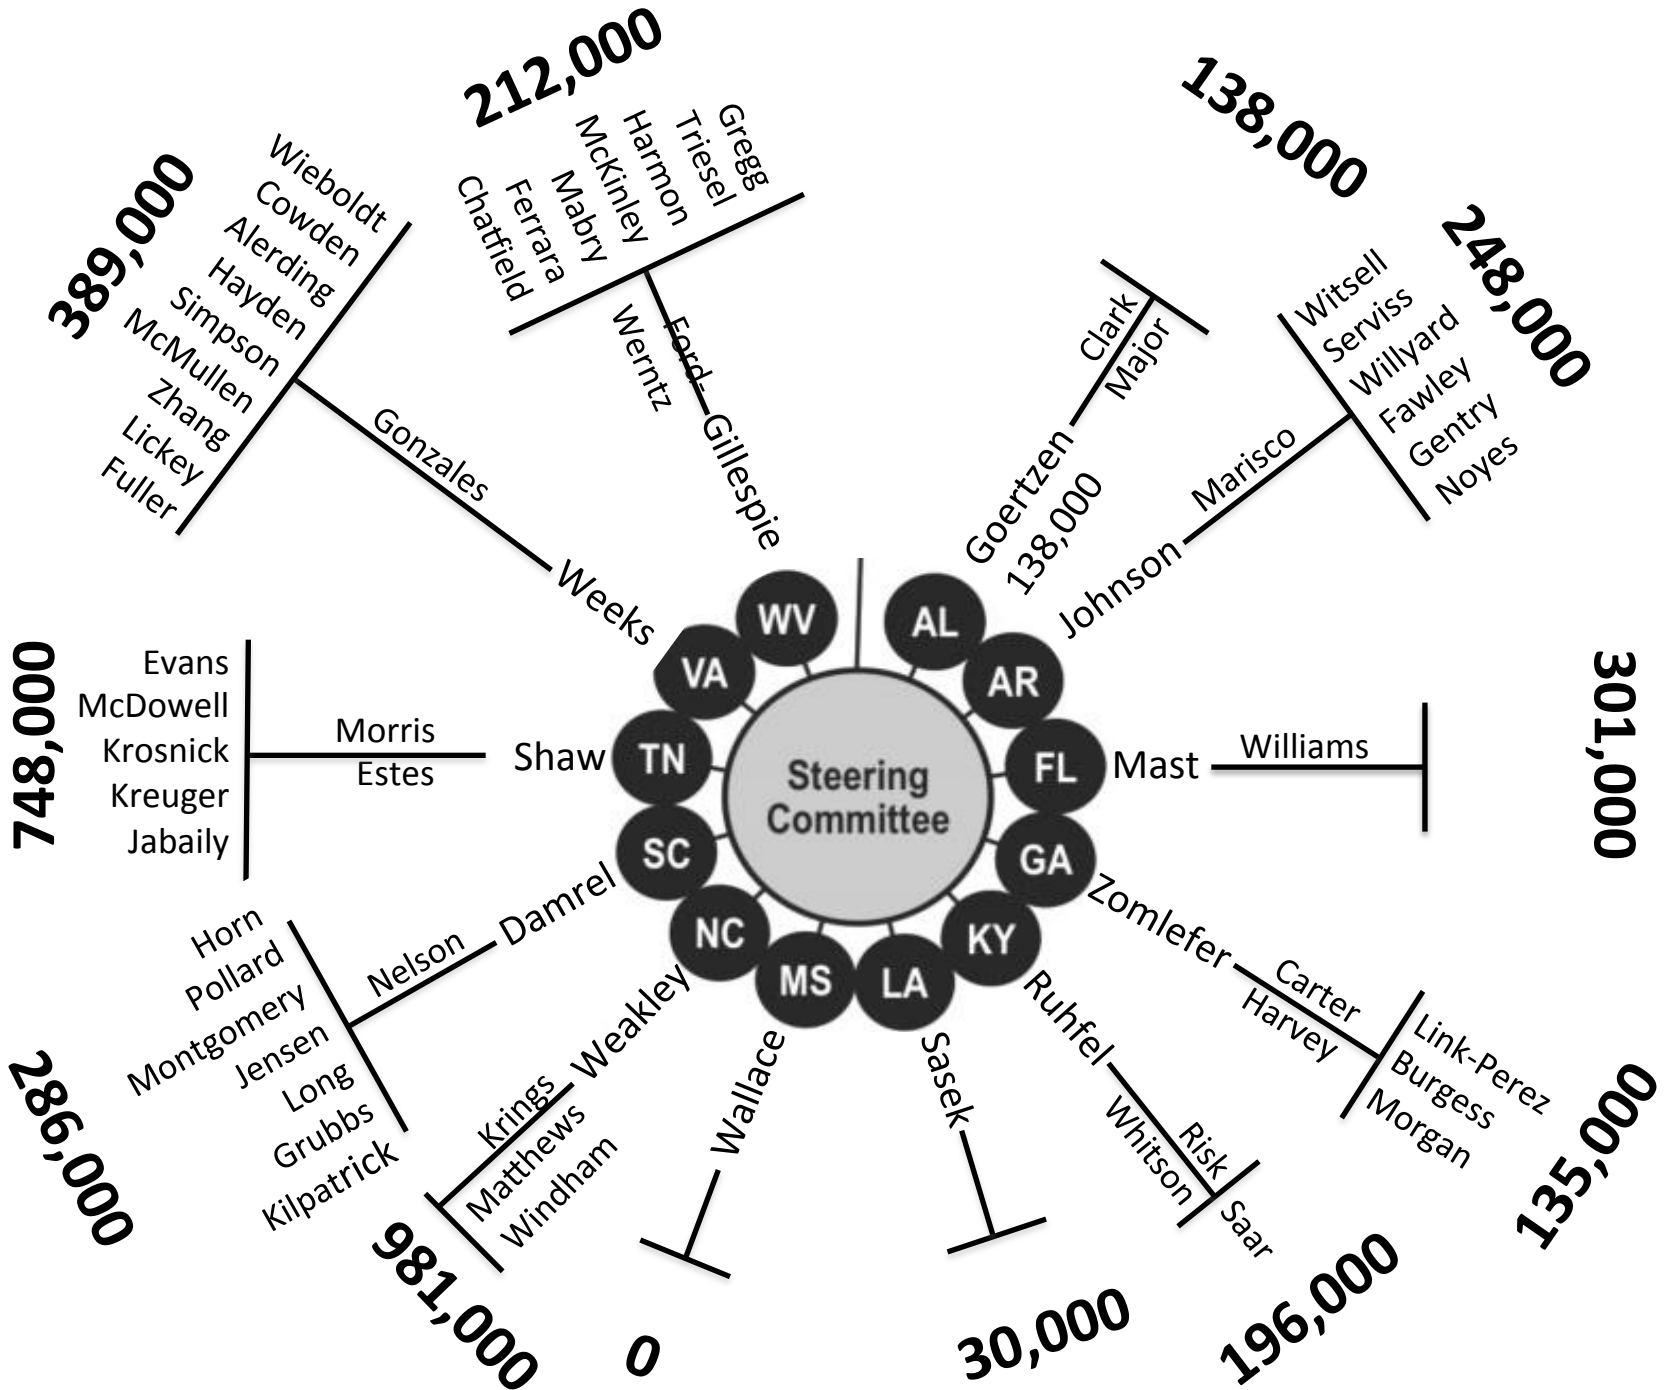 Steering
Committee
AL
Goertzen
138,000
Clark
Major
138,000
AR
Johnson
Marisco
Witsell
Serviss
Willyard
Fawley
Gentry
Noyes
248,000
FL
Mast
Williams
301,000
GA
Zomlefer
Carter
Harvey
Link-Perez
Burgess
Morgan
135,000
KY
Ruhfel
Risk
Whitson
Saar
196,000
LA
Sasek
30,000
MS
Wallace
0
NC
Weakley
Krings
Matthews
Windham
981,000
SC
Damrel
Nelson
Horn
Pollard
Montgomery
Jensen
Long
Grubbs
Kilpatrick
286,000
TN
Shaw
Morris
Estes
Evans
McDowell
Krosnick
Kreuger
Jabaily
748,000
VA
Weeks
Gonzales
Wieboldt
Cowden
Alerding
Hayden
Simpson
McMullen
Zhang
Lickey
Fuller
389,000
WV
Ford-
Gillespie
Werntz
Chatfield
Ferrara
Mabry
McKinley
Harmon
Triesel
Gregg
212,000